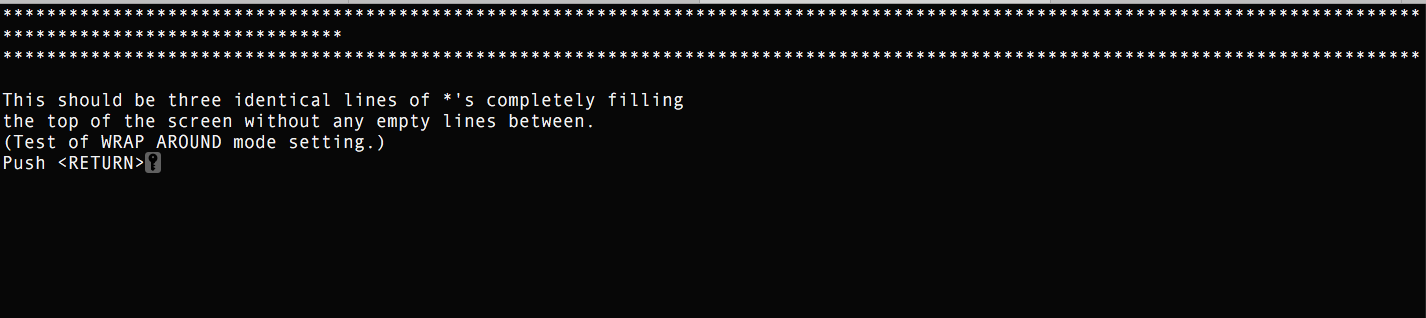 *********************************************************************************************************************************
*******************************
*********************************************************************************************************************************
This should be three identical lines of *'s completely filling
the top of the screen without any empty lines between.
(Test of WRAP AROUND mode setting.)
Push <RETURN>